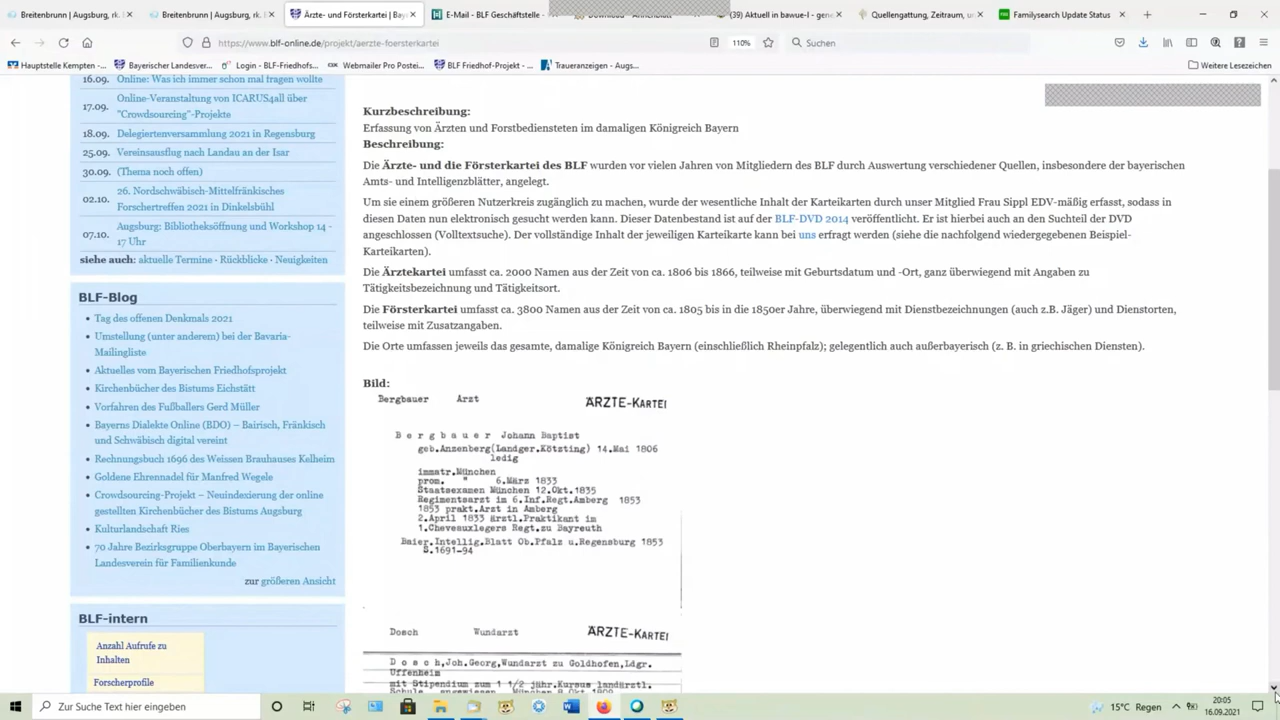 Breitenbrunn | Augsburg, rk. B
Breitenbrunn | Augsburg, rk. E
Ärzte- und Försterkartei | Bay
E-Mail - BLF Geschäftstelle
(39) Aktuell in bawue-l - gene
Quellengattung, Zeitraum, un
Familysearch Update Status
https://www.blf-online.de/projekt/aerzte-foersterkartei
110%
Suchen
Hauptstelle Kempten -...
Bayerischer Landesver...
Login - BLF-Friedhofs...
Webmailer Pro Postei...
BLF Friedhof-Projekt - ...
Traueranzeigen - Augs...
Weitere Lesezeichen
16.09. Online: Was ich immer schon mal fragen wollte
17.09. Online-Veranstaltung von ICARUS4all über
"Crowdsourcing"-Projekte
18.09. Delegiertenversammlung 2021 in Regensburg
25.09. Vereinsausflug nach Landau an der Isar
30.09. (Thema noch offen)
02.10. 26. Nordschwäbisch-Mittelfränkisches
Forschertreffen 2021 in Dinkelsbühl
07.10. Augsburg: Bibliotheksöffnung und Workshop 14 -
17 Uhr
siehe auch: aktuelle Termine · Rückblicke · Neuigkeiten
BLF-Blog
Tag des offenen Denkmals 2021
Umstellung (unter anderem) bei der Bavaria-
Mailingliste
Aktuelles vom Bayerischen Friedhofsprojekt
Kirchenbücher des Bistums Eichstätt
Vorfahren des Fußballers Gerd Müller
Bayerns Dialekte Online (BDO) – Bairisch, Fränkisch
und Schwäbisch digital vereint
Rechnungsbuch 1696 des Weissen Brauhauses Kelheim
Goldene Ehrennadel für Manfred Wegele
Crowdsourcing-Projekt – Neuindexierung der online
gestellten Kirchenbücher des Bistums Augsburg
Kulturlandschaft Ries
70 Jahre Bezirksgruppe Oberbayern im Bayerischen
Landesverein für Familienkunde
zur größeren Ansicht
BLF-intern
Anzahl Aufrufe zu
Inhalten
Forscherprofile
Kurzbeschreibung:
Erfassung von Ärzten und Forstbediensteten im damaligen Königreich Bayern
Beschreibung:
Die Ärzte- und die Försterkartei des BLF wurden vor vielen Jahren von Mitgliedern des BLF durch Auswertung verschiedener Quellen, insbesondere der bayerischen
Amts- und Intelligenzblätter, angelegt.
Um sie einem größeren Nutzerkreis zugänglich zu machen, wurde der wesentliche Inhalt der Karteikarten durch unser Mitglied Frau Sippl EDV-mäßig erfasst, sodass in
diesen Daten nun elektronisch gesucht werden kann. Dieser Datenbestand ist auf der BLF-DVD 2014 veröffentlicht. Er ist hierbei auch an den Suchteil der DVD
angeschlossen (Volltextsuche). Der vollständige Inhalt der jeweiligen Karteikarte kann bei uns erfragt werden (siehe die nachfolgend wiedergegebenen Beispiel-
Karteikarten).
Die Ärztekartei umfasst ca. 2000 Namen aus der Zeit von ca. 1806 bis 1866, teilweise mit Geburtsdatum und -Ort, ganz überwiegend mit Angaben zu
Tätigkeitsbezeichnung und Tätigkeitsort.
Die Försterkartei umfasst ca. 3800 Namen aus der Zeit von ca. 1805 bis in die 1850er Jahre, überwiegend mit Dienstbezeichnungen (auch z.B. Jäger) und Dienstorten,
teilweise mit Zusatzangaben.
Die Orte umfassen jeweils das gesamte, damalige Königreich Bayern (einschließlich Rheinpfalz); gelegentlich auch außerbayerisch (z. B. in griechischen Diensten).
Bild:
Bergbauer Arzt ÄRZTE-KARTEI
Bergbauer Johann Baptist
geb.Anzenberg(Landger.Kötsting) 14.Mai 1806
ledig
immatr.München
prom. " 6.März 1833
Staatsexamen München 12.Okt.1835
Regimentsarzt im 6.Inf.Regt.Amberg 1853
1853 prakt.Arzt in Amberg
2.April 1833 ärztl.Praktikant im
1.Chevauxlegers Regt.zu Bayreuth
Baier.Intellig.Blatt Ob.Pfalz u.Regensburg 1853
S.1691-94
Dosch Wundarzt ÄRZTE-KARTEI
Dosch,Joh.Georg,Wundarzt zu Goldhofen,Ldgr.
Uffenheim
mit Stipendium zum 1 1/2 jähr.Kursus landärztl.
Zur Suche Text hier eingeben
15°C Regen
20:05
16.09.2021